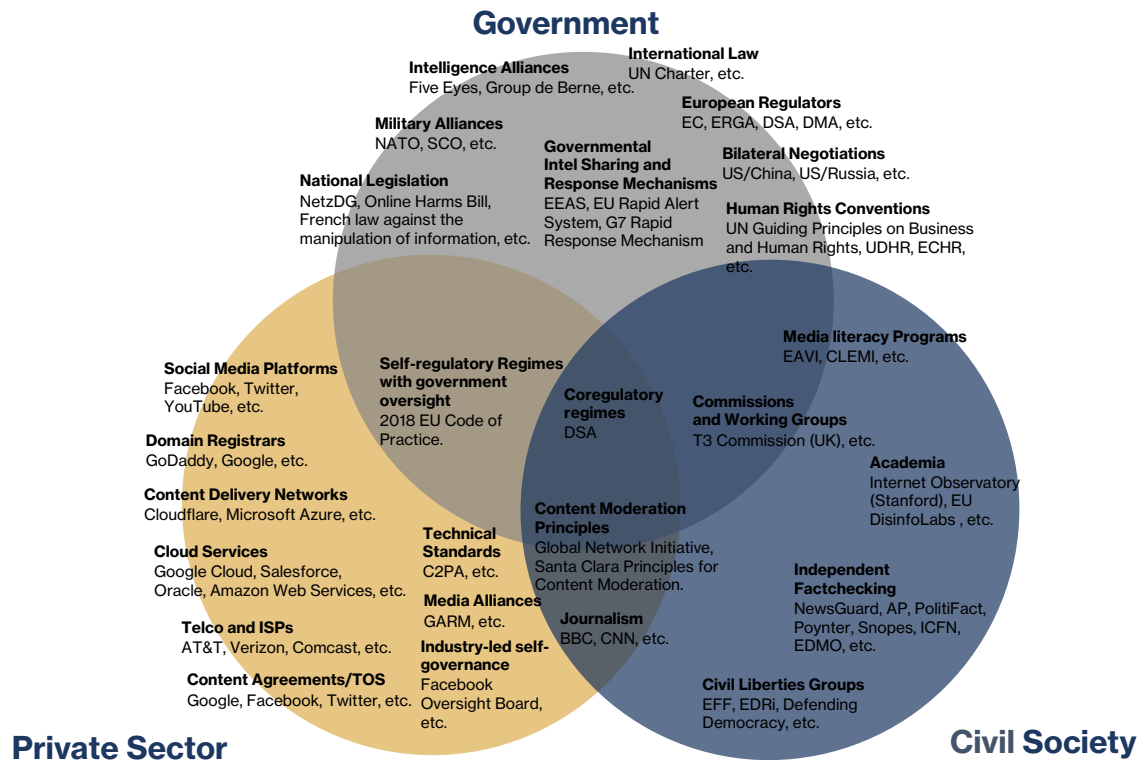 Government
International Law
UN Charter, etc.
Intelligence Alliances
Five Eyes, Group de Berne, etc.
European Regulators
EC, ERGA, DSA, DMA, etc.
Military Alliances
NATO, SCO, etc.
Governmental
Intel Sharing and
Response Mechanisms
EEAS, EU Rapid Alert
System, G7 Rapid
Response Mechanism
Bilateral Negotiations
US/China, US/Russia, etc.
National Legislation
NetzDG, Online Harms Bill,
French law against the
manipulation of information, etc.
Human Rights Conventions
UN Guiding Principles on Business
and Human Rights, UDHR, ECHR,
etc.
Media literacy Programs
EAVI, CLEMI, etc.
Social Media Platforms
Facebook, Twitter,
YouTube, etc.
Self-regulatory Regimes
with government
oversight
2018 EU Code of
Practice.
Coregulatory
regimes
DSA
Commissions
and Working Groups
T3 Commission (UK), etc.
Domain Registrars
GoDaddy, Google, etc.
Academia
Internet Observatory
(Stanford), EU
DisinfoLabs , etc.
Content Delivery Networks
Cloudflare, Microsoft Azure, etc.
Content Moderation
Principles
Global Network Initiative,
Santa Clara Principles for
Content Moderation.
Technical
Standards
C2PA, etc.
Cloud Services
Google Cloud, Salesforce,
Oracle, Amazon Web Services, etc.
Independent
Factchecking
NewsGuard, AP, PolitiFact,
Poynter, Snopes, ICFN,
EDMO, etc.
Media Alliances
GARM, etc.
Journalism
BBC, CNN, etc.
Telco and ISPs
AT&T, Verizon, Comcast, etc.
Industry-led self-
governance
Facebook
Oversight Board,
etc.
Content Agreements/TOS
Google, Facebook, Twitter, etc.
Civil Liberties Groups
EFF, EDRi, Defending
Democracy, etc.
Private Sector
Civil Society